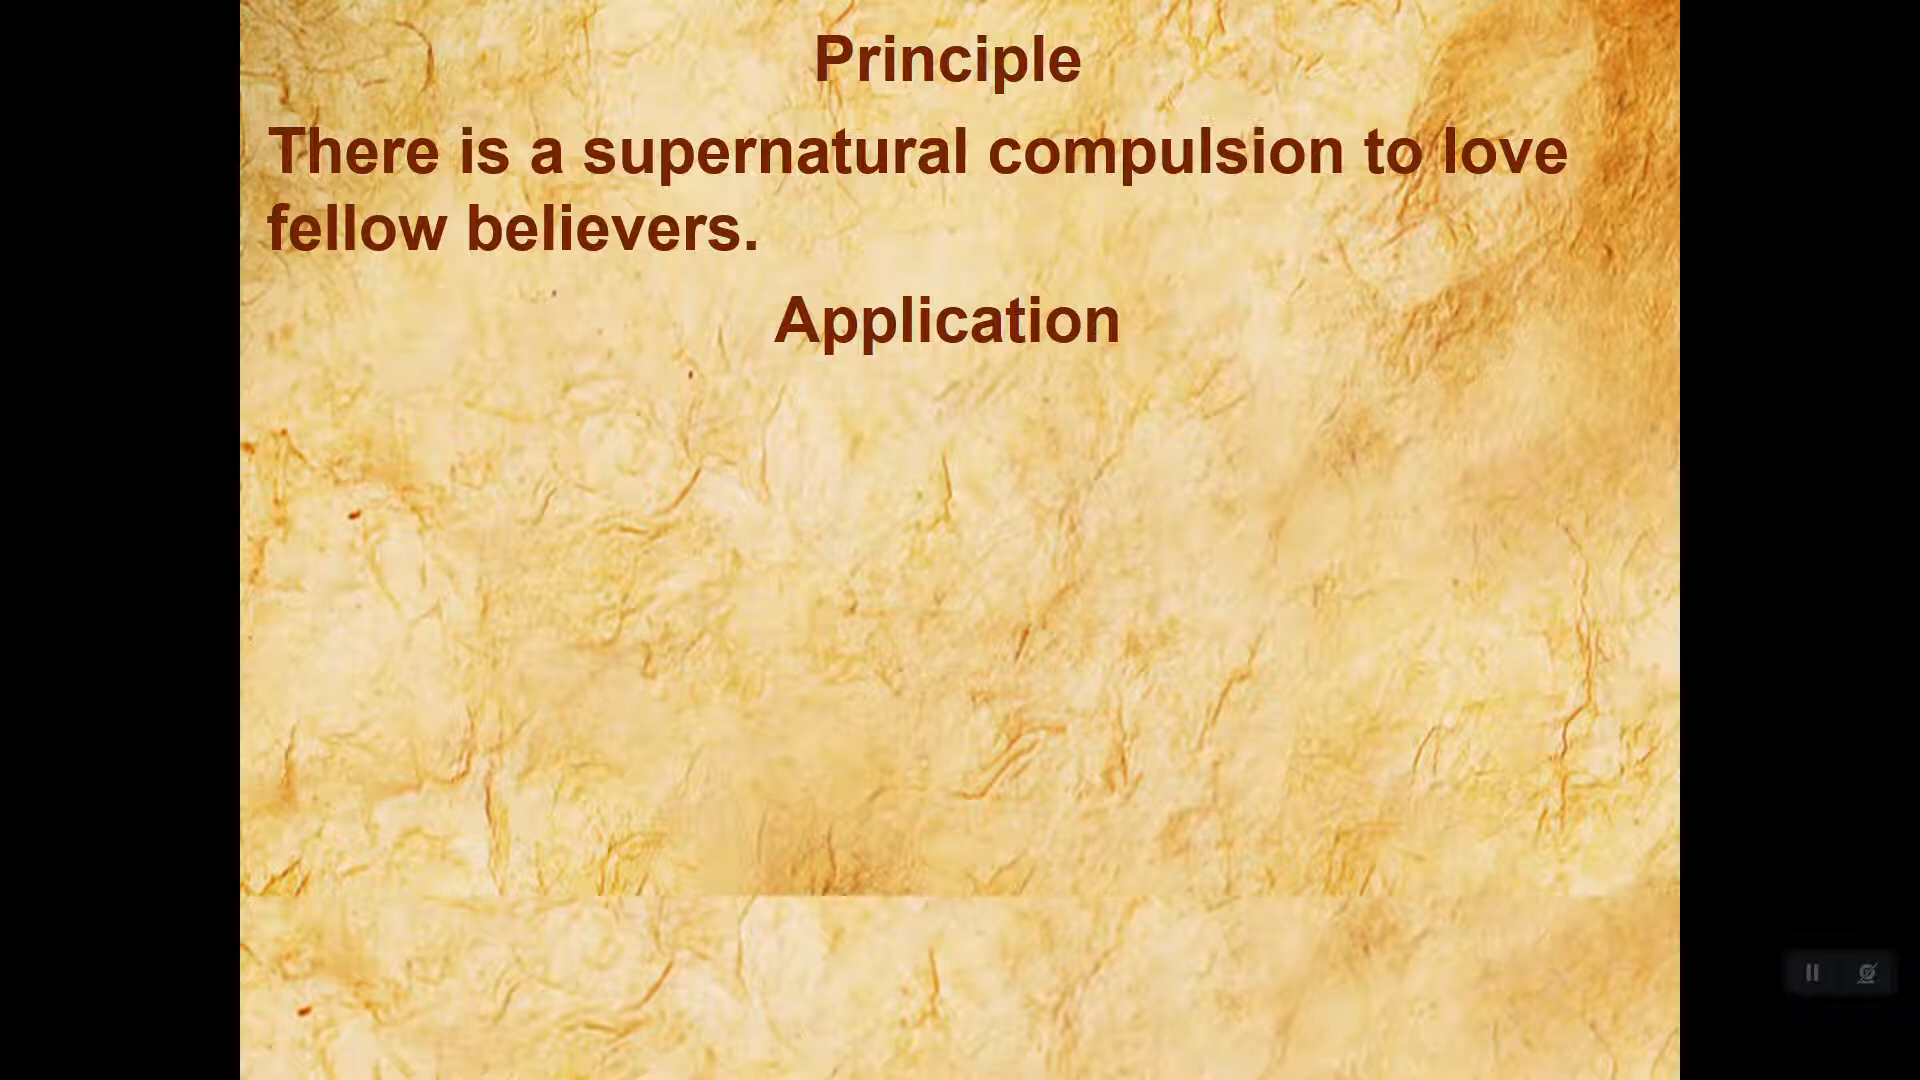 Principle
There is a supernatural compulsion to love
fellow believers.
Application